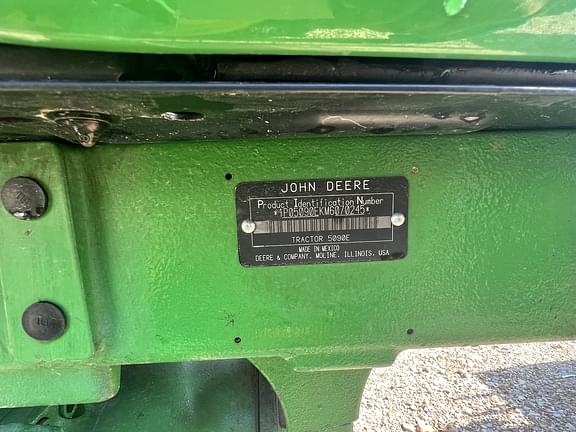 JOHN DEERE
Product Identification Number
*1P05090EKM6070245*
TRACTOR 5090E
MADE IN MEXICO
DEERE & COMPANY, MOLINE, ILLINOIS, USA